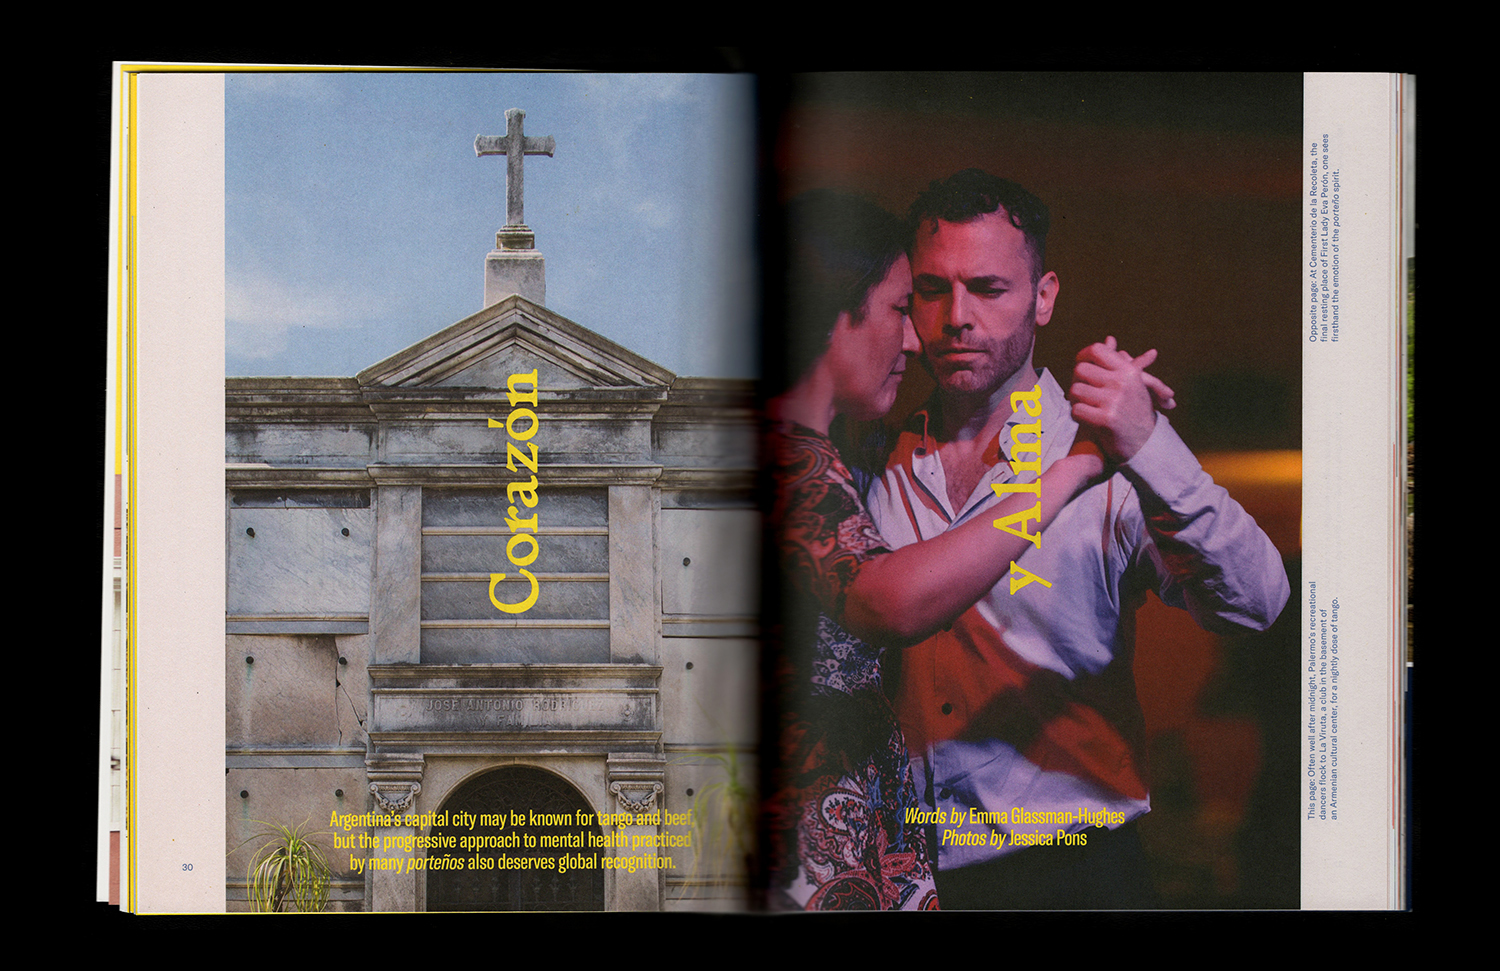 Corazón
JOSE ANTONIO RODRIGUEZ
Y FAMILIA
Argentina's capital city may be known for tango and beef,
but the progressive approach to mental health practiced
by many porteños also deserves global recognition.
30
y Alma
Words by Emma Glassman-Hughes
Photos by Jessica Pons
Opposite page: At Cementerio de la Recoleta, the
final resting place of First Lady Eva Perón, one sees
firsthand the emotion of the porteño spirit.
This page: Often well after midnight, Palermo's recreational
dancers flock to La Viruta, a club in the basement of
an Armenian cultural center, for a nightly dose of tango.